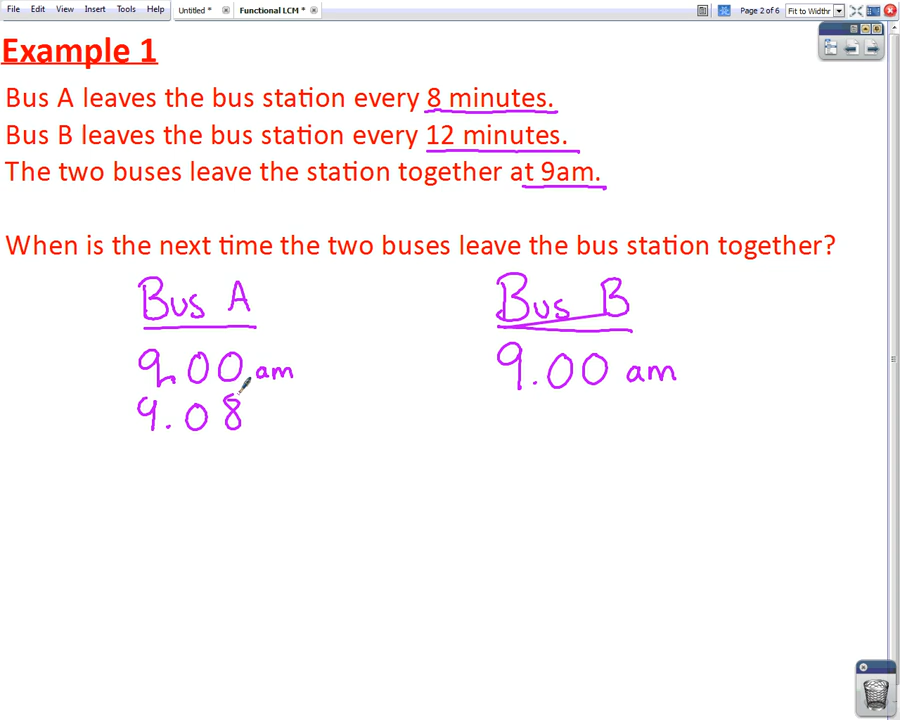 File Edit View Insert Tools Help
Untitled * Functional LCM *
Page 2 of 6 Fit to Width
Example 1
Bus A leaves the bus station every 8 minutes.
Bus B leaves the bus station every 12 minutes.
The two buses leave the station together at 9am.
When is the next time the two buses leave the bus station together?
Bus A Bus B
9.00 am 9.00 am
9.08